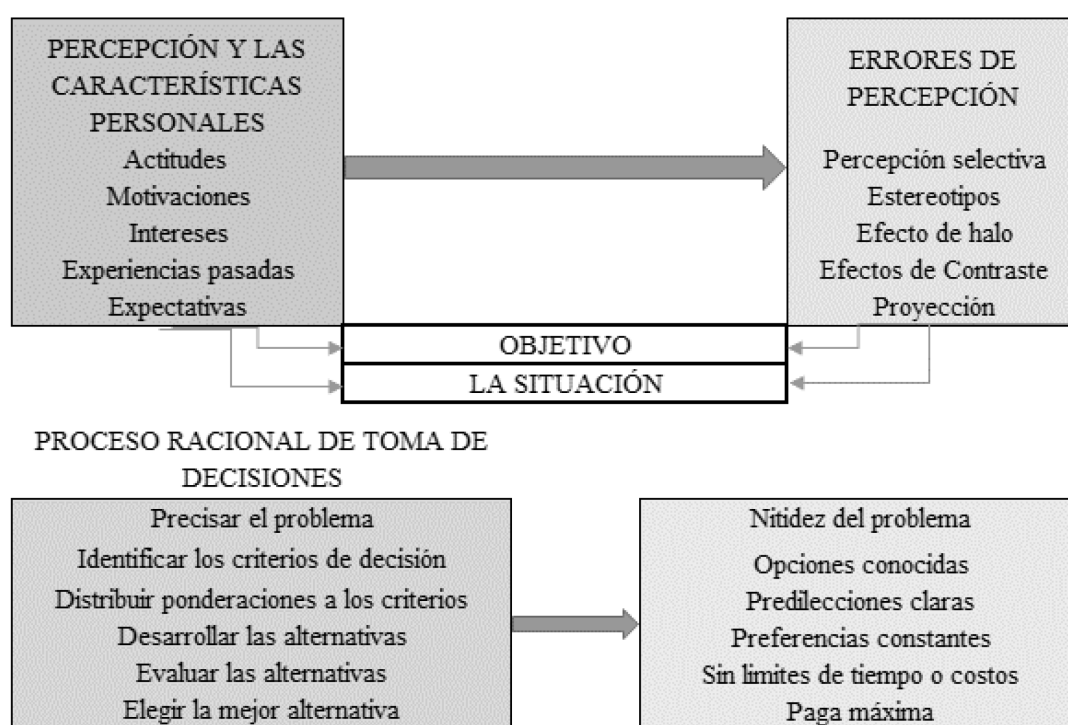 PERCEPCIÓN Y LAS
CARACTERÍSTICAS
PERSONALES
Actitudes
Motivaciones
Intereses
Experiencias pasadas
Expectativas
ERRORES DE
PERCEPCIÓN
Percepción selectiva
Estereotipos
Efecto de halo
Efectos de Contraste
Proyección
OBJETIVO
LA SITUACIÓN
PROCESO RACIONAL DE TOMA DE
DECISIONES
Precisar el problema
Identificar los criterios de decisión
Distribuir ponderaciones a los criterios
Desarrollar las alternativas
Evaluar las alternativas
Elegir la mejor alternativa
Nitidez del problema
Opciones conocidas
Predilecciones claras
Preferencias constantes
Sin limites de tiempo o costos
Paga máxima